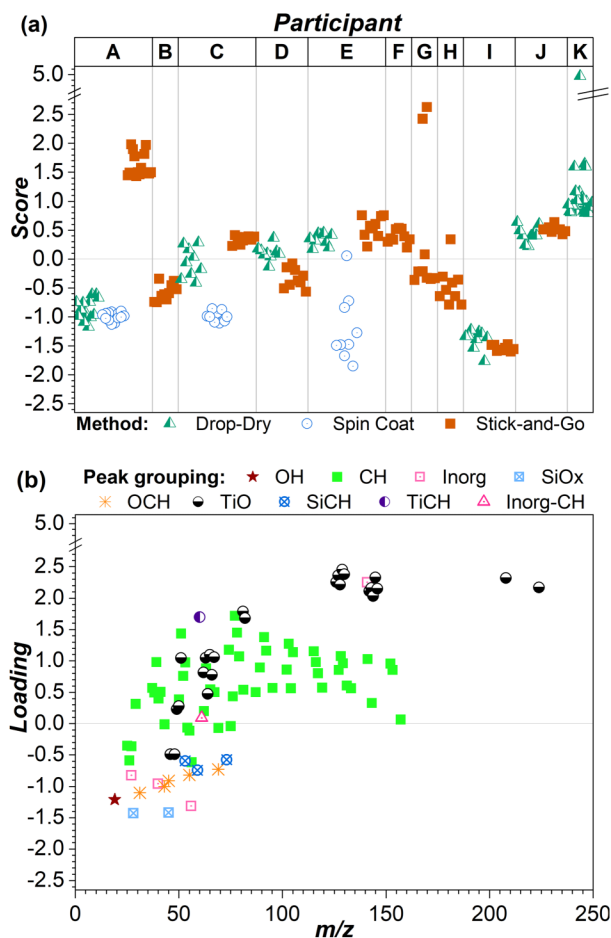 (a) Participant
A B C D E F G H I J K
5.0
2.5
2.0
1.5
1.0
0.5
0.0
-0.5
-1.0
-1.5
-2.0
-2.5
Score
Method: Drop-Dry Spin Coat Stick-and-Go
(b) Peak grouping: OH CH Inorg SiOx
OCH TiO SiCH TiCH Inorg-CH
5.0
2.5
2.0
1.5
1.0
0.5
0.0
-0.5
-1.0
-1.5
-2.0
-2.5
Loading
0 50 100 150 200 250
m/z